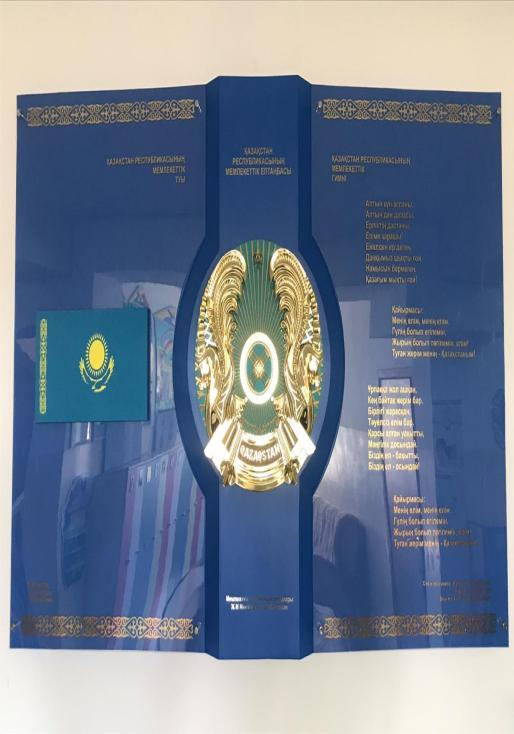 ҚАЗАҚСТАН РЕСПУБЛИКАСЫНЫҢ
МЕМЛЕКЕТТІК
ТУЫ
ҚАЗАҚСТАН
РЕСПУБЛИКАСЫНЫҢ
МЕМЛЕКЕТТІК ЕЛТАҢБАСЫ
QAZAQSTAN
ҚАЗАҚСТАН РЕСПУБЛИКАСЫНЫҢ
МЕМЛЕКЕТТІК
ГИМНІ
Алтын күн аспаны,
Алтын дән даласы,
Ерліктің дастаны,
Еліме қарашы!
Ежелден ер деген,
Даңқымыз шықты ғой,
Намысын бермеген,
Қазағым мықты ғой!
Қайырмасы:
Менің елім, менің елім,
Гүлің болып егілемін,
Жырың болып төгілемін, елім!
Туған жерім менің - Қазақстаным!
Ұрпаққа жол ашқан,
Кең байтақ жерім бар.
Бірлігі жарасқан,
Тәуелсіз елім бар.
Қарсы алған уақытты,
Мәңгілік досындай,
Біздің ел - бақытты,
Біздің ел - осындай!
Қайырмасы:
Менің елім, менің елім,
Гүлің болып егілемін,
Жырың болып төгілемін, елім!
Туған жерім менің -